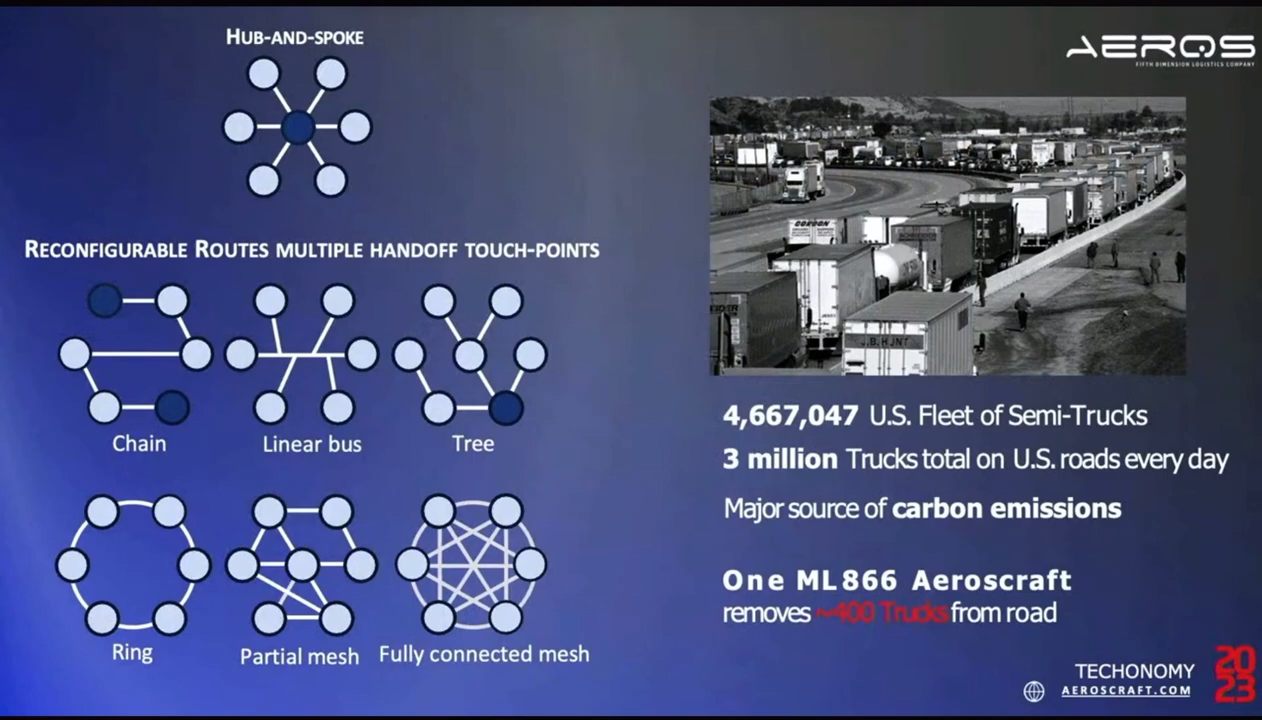 HUB-AND-SPOKE
AEROS
FIFTH DIMENSION LOGISTICS COMPANY
RECONFIGURABLE ROUTES MULTIPLE HANDOFF TOUCH-POINTS
Chain
Linear bus
Tree
Ring
Partial mesh
Fully connected mesh
GORDON
J.B. HUNT
4,667,047 U.S. Fleet of Semi-Trucks
3 million Trucks total on U.S. roads every day
Major source of carbon emissions
One ML866 Aeroscraft
removes ~400 Trucks from road
TECHONOMY
AEROSCRAFT.COM
2023